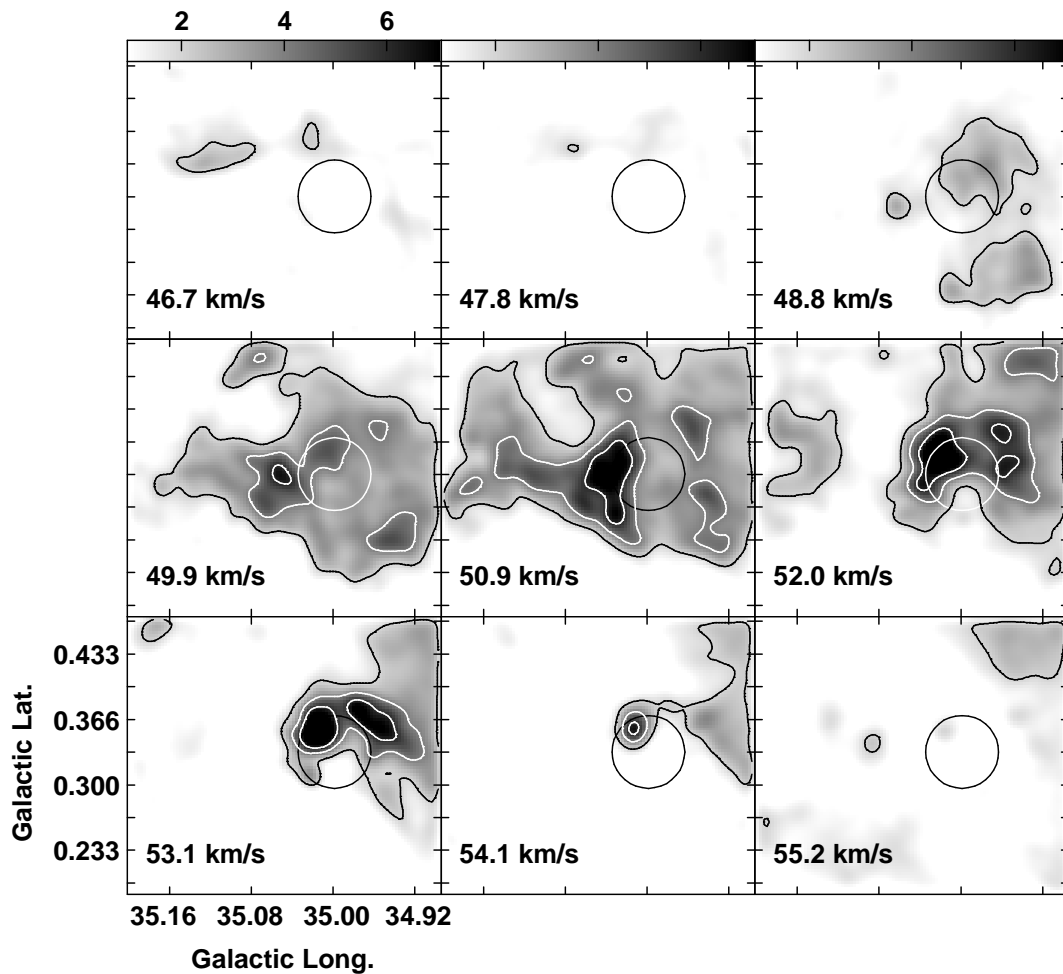 2 4 6
46.7 km/s 47.8 km/s 48.8 km/s
49.9 km/s 50.9 km/s 52.0 km/s
0.433
0.366
0.300
0.233
53.1 km/s 54.1 km/s 55.2 km/s
35.16 35.08 35.00 34.92
Galactic Lat.
Galactic Long.